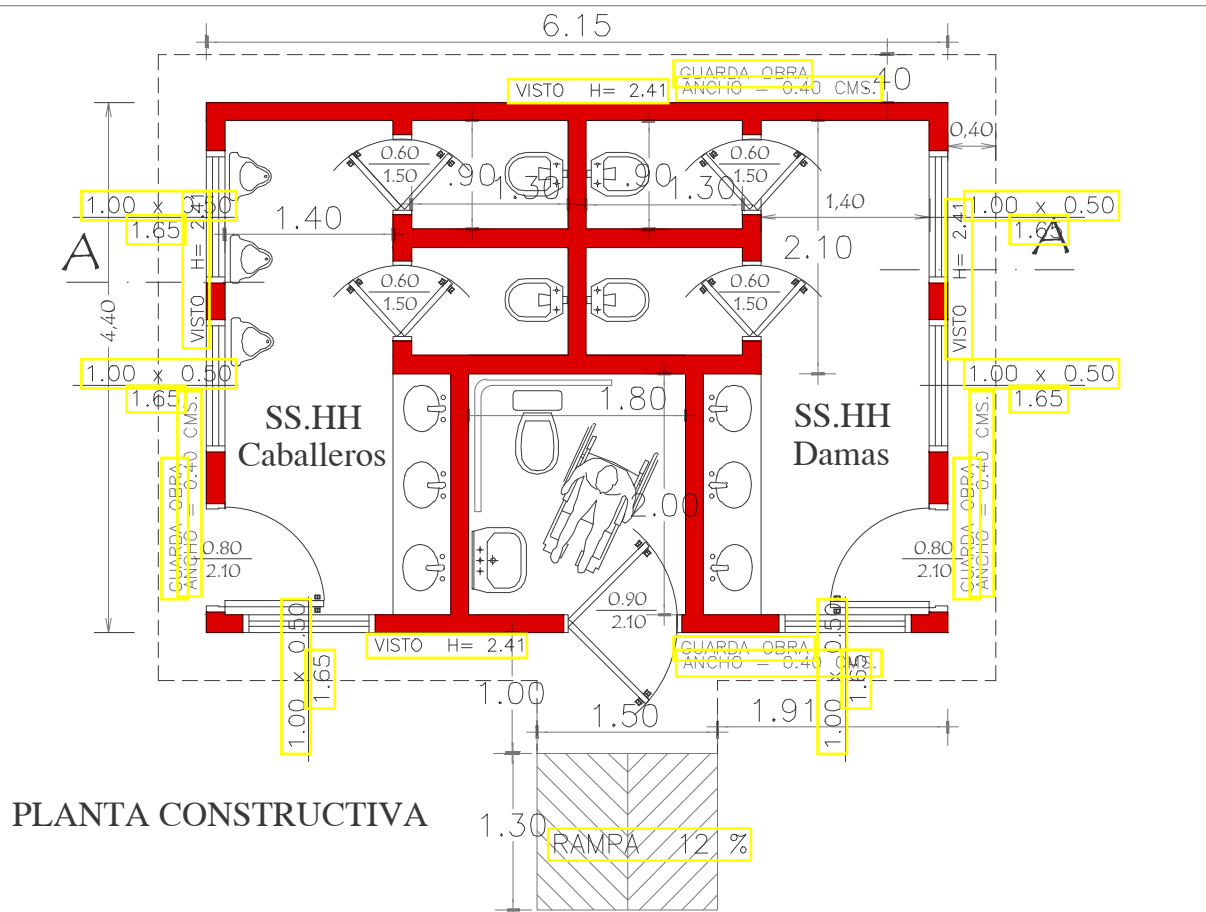 6.15
GUARDA OBRA
ANCHO = 0.40 CMS.
.40
VISTO H= 2.41
0,40
0.60
1.50
.90
1.30
.90
1.30
0.60
1.50
1.00 x 0.50
1.65
VISTO H= 2.41
1.40
1,40
VISTO H= 2.41
1.00 x 0.50
1.65
A
A
2.10
4,40
0.60
1.50
0.60
1.50
1.00 x 0.50
1.65
1.00 x 0.50
1.65
1.80
SS.HH
Caballeros
SS.HH
Damas
GUARDA OBRA
ANCHO = 0.40 CMS.
2.00
GUARDA OBRA
ANCHO = 0.40 CMS.
0.80
2.10
0.80
2.10
0.90
2.10
VISTO H= 2.41
GUARDA OBRA
ANCHO = 0.40 CMS.
1.00 x 0.50
1.65
1.00 x 0.50
1.65
1.00
1.50
1.91
PLANTA CONSTRUCTIVA
1.30
RAMPA 12 %